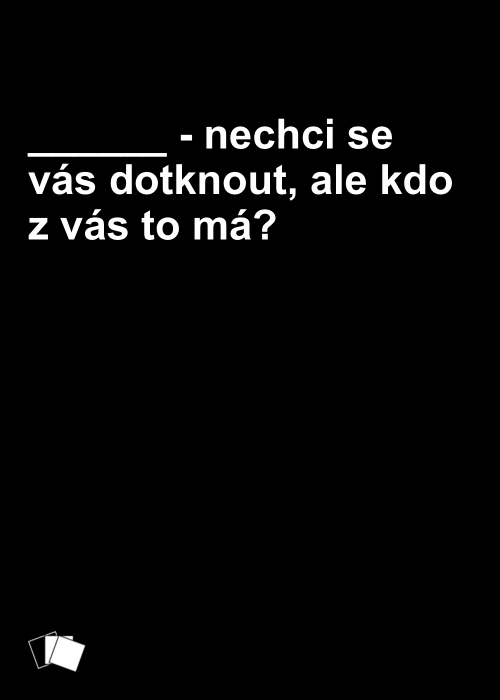 ______ - nechci se
vás dotknout, ale kdo
z vás to má?